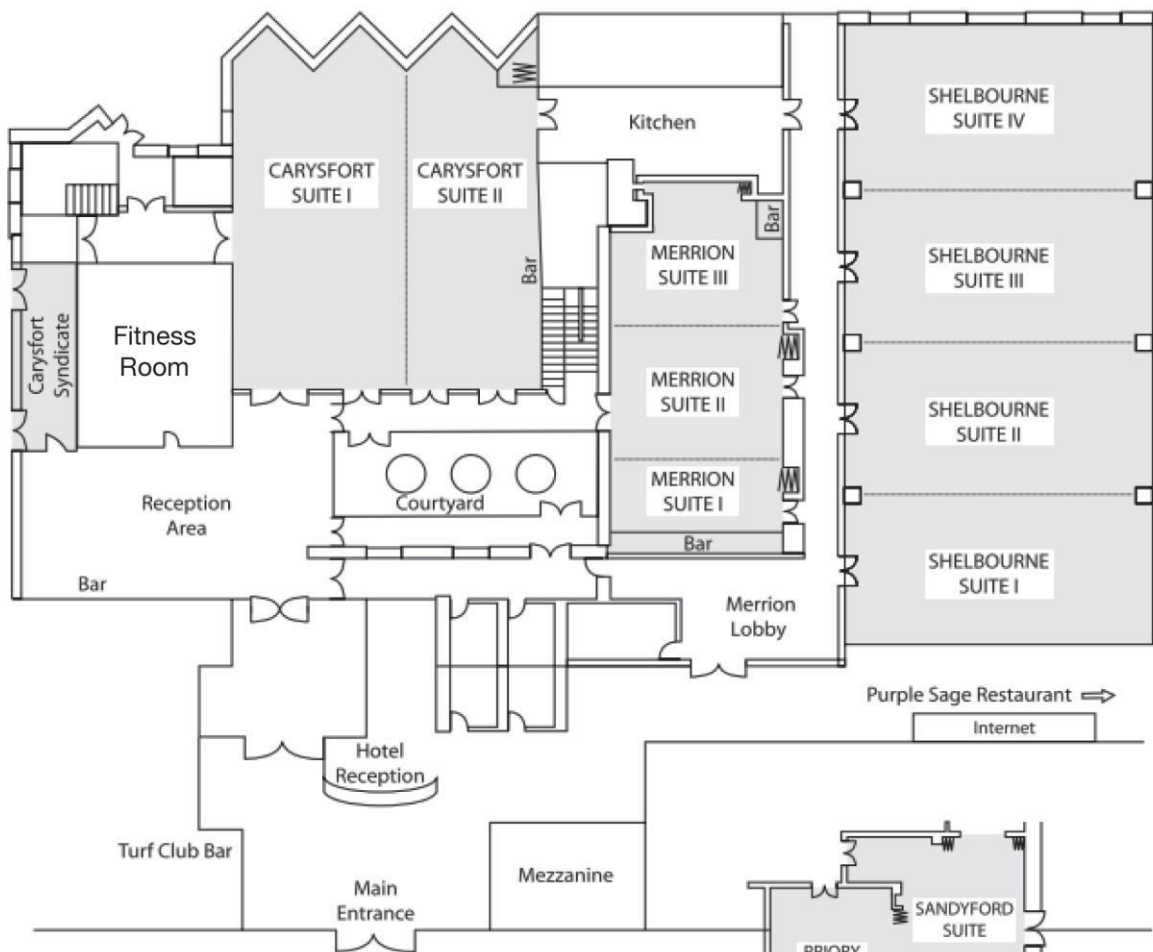 SHELBOURNE
SUITE IV
Kitchen
CARYSFORT
SUITE I
CARYSFORT
SUITE II
Bar
MERRION
SUITE III
SHELBOURNE
SUITE III
Bar
Carysfort
Syndicate
Fitness
Room
MERRION
SUITE II
SHELBOURNE
SUITE II
MERRION
SUITE I
Reception
Area
Courtyard
Bar
SHELBOURNE
SUITE I
Bar
Merrion
Lobby
Purple Sage Restaurant
Internet
Hotel
Reception
Turf Club Bar
Mezzanine
Main
Entrance
SANDYFORD
SUITE
PRIORY